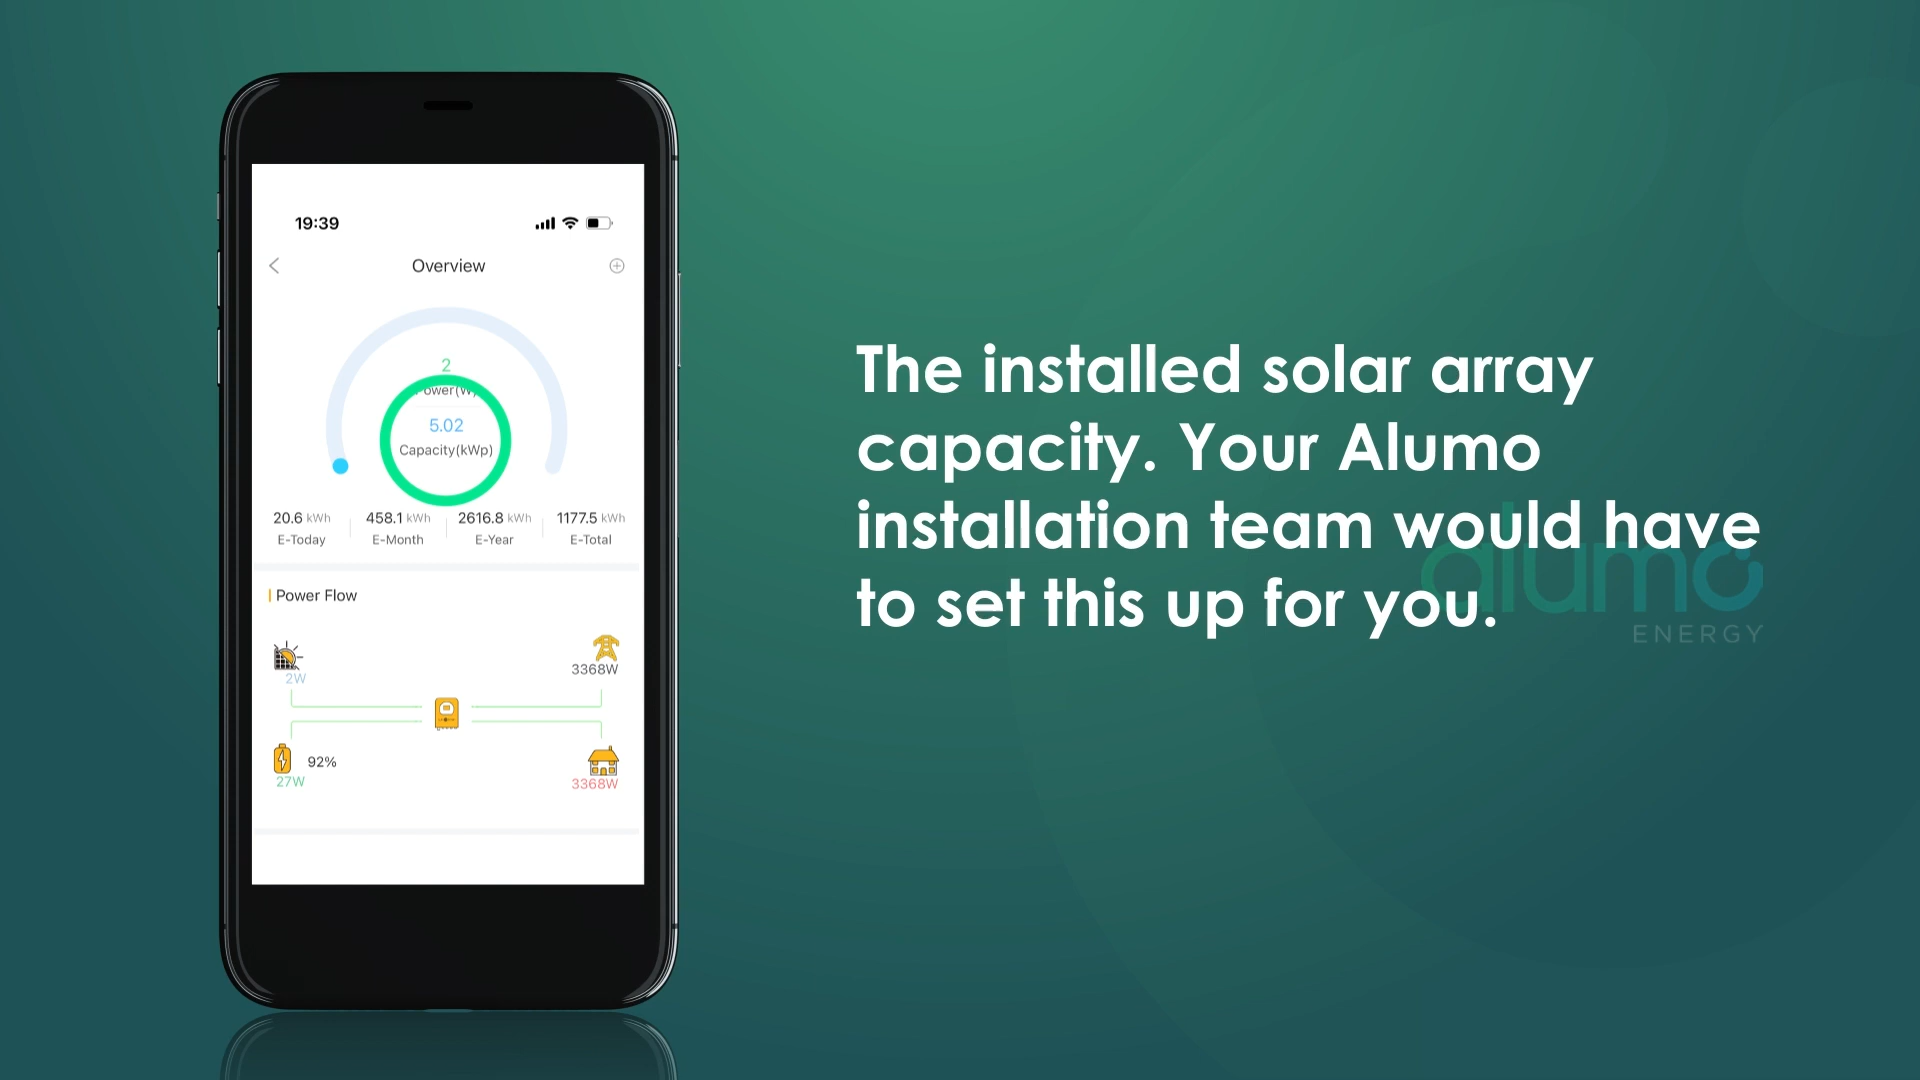 19:39
Overview
2
ower(W
5.02
Capacity(kWp)
20.6 kWh 458.1 kWh 2616.8 kWh 1177.5 kWh
E-Today E-Month E-Year E-Total
Power Flow
2W
3368W
92%
27W
3368W
The installed solar array
capacity. Your Alumo
installation team would have
to set this up for you.
alumo
ENERGY